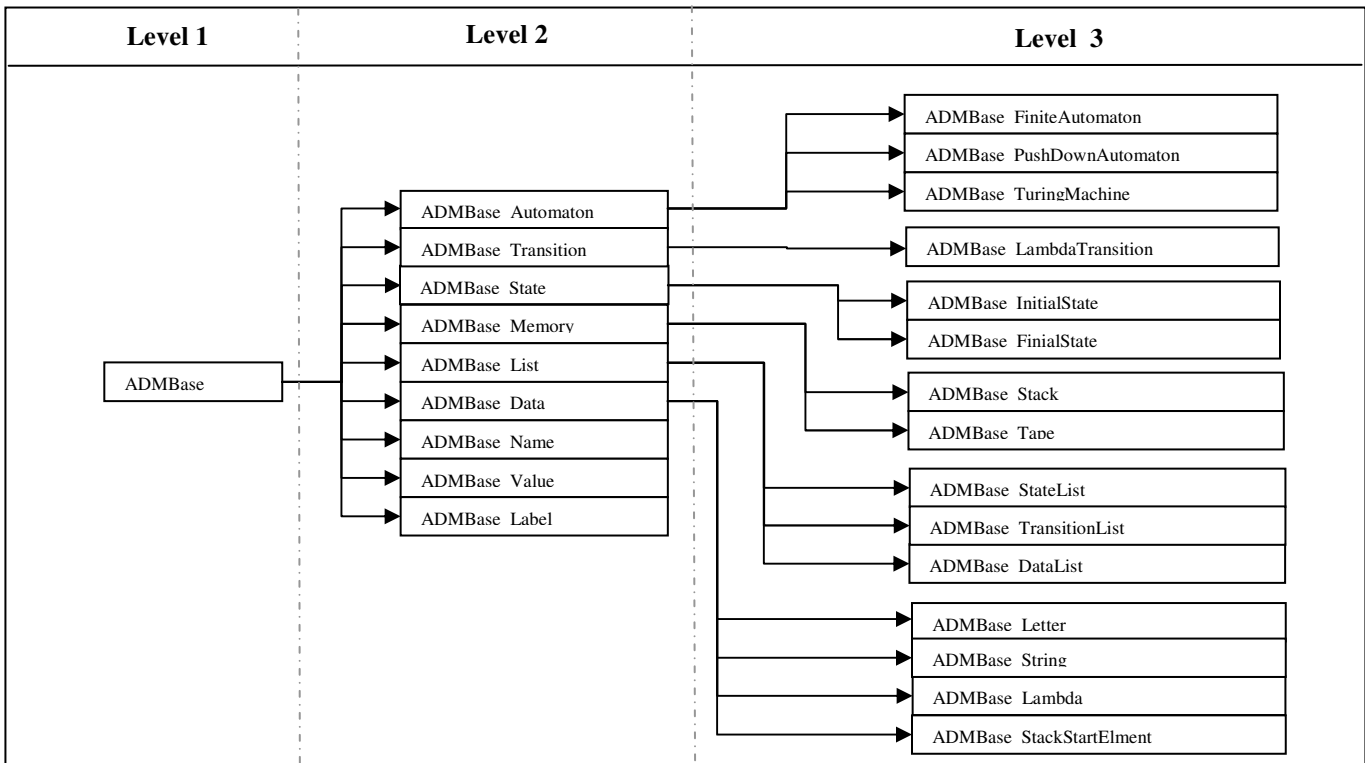 Level 1
Level 2
Level 3
ADMBase
ADMBase Automaton
ADMBase Transition
ADMBase State
ADMBase Memory
ADMBase List
ADMBase Data
ADMBase Name
ADMBase Value
ADMBase Label
ADMBase FiniteAutomaton
ADMBase PushDownAutomaton
ADMBase TuringMachine
ADMBase LambdaTransition
ADMBase InitialState
ADMBase FinialState
ADMBase Stack
ADMBase Tape
ADMBase StateList
ADMBase TransitionList
ADMBase DataList
ADMBase Letter
ADMBase String
ADMBase Lambda
ADMBase StackStartElment